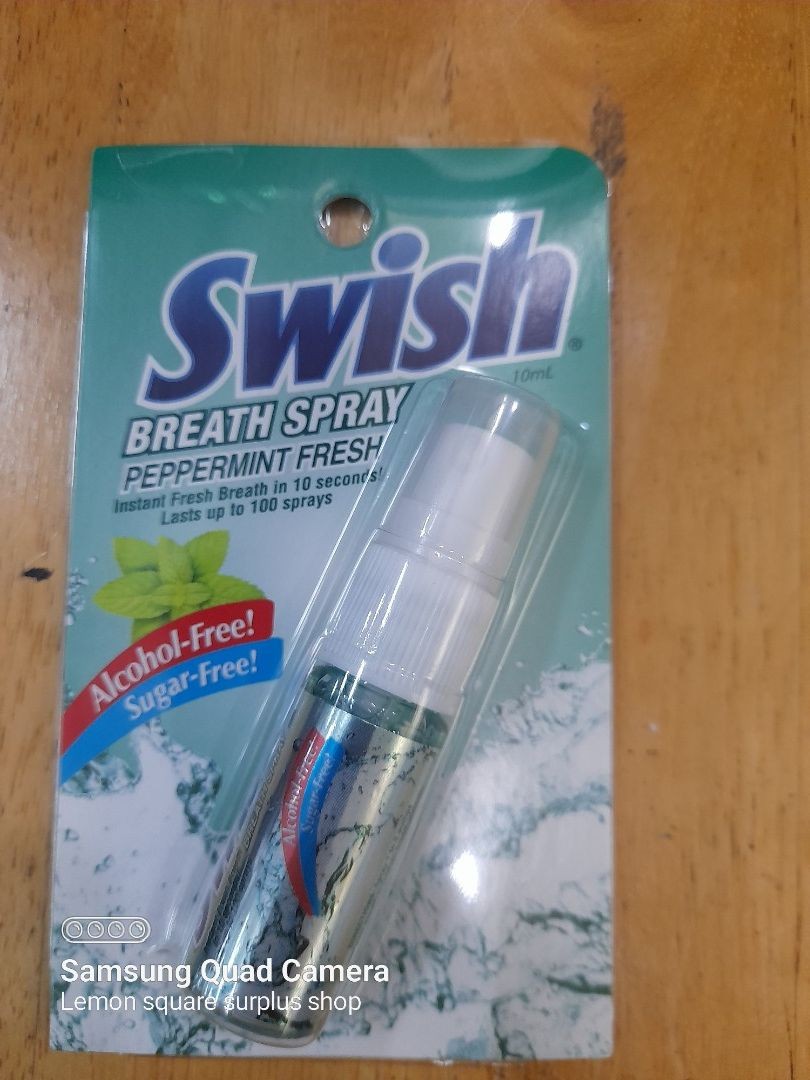 Swish®
10mL
BREATH SPRAY
PEPPERMINT FRESH
Instant Fresh Breath in 10 seconds!
Lasts up to 100 sprays
Alcohol-Free!
Sugar-Free!
Alcohol-Free!
Sugar-Free!
Samsung Quad Camera
Lemon square surplus shop